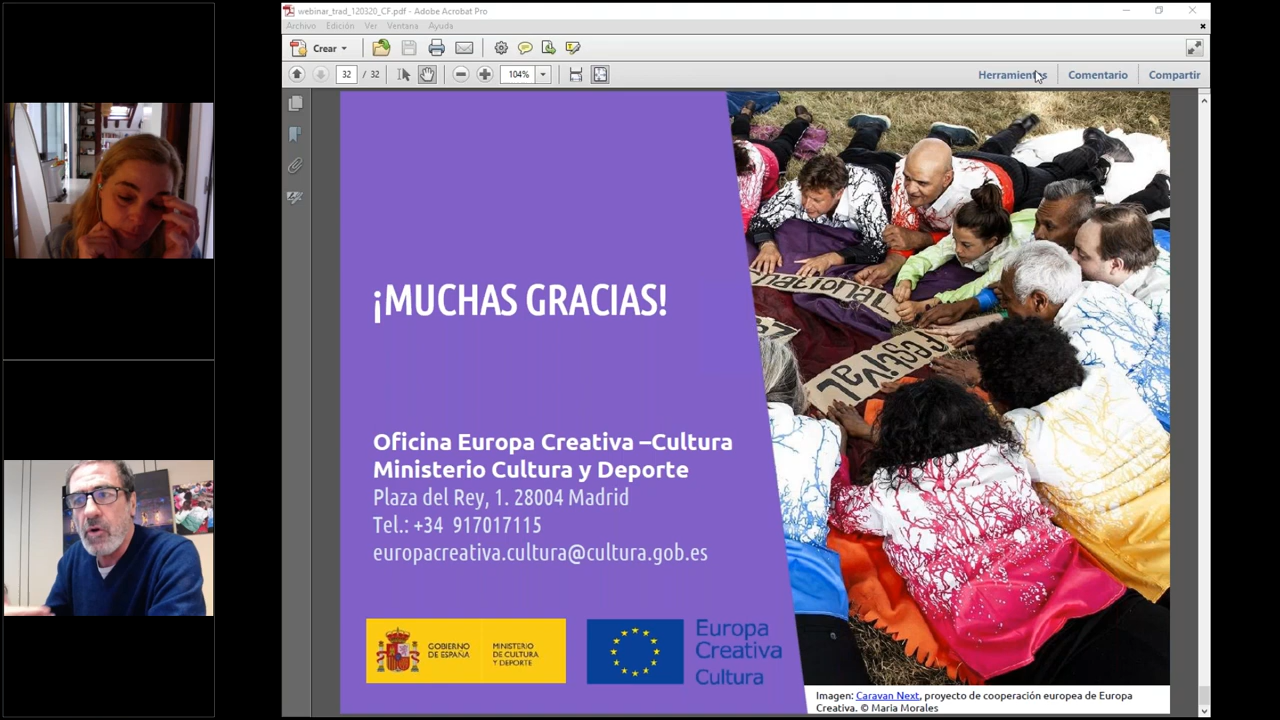 webinar_trad_120320_CF.pdf - Adobe Acrobat Pro
Archivo Edición Ver Ventana Ayuda
Crear
32 / 32 104% Herramientas Comentario Compartir
¡MUCHAS GRACIAS!
Oficina Europa Creativa –Cultura
Ministerio Cultura y Deporte
Plaza del Rey, 1. 28004 Madrid
Tel.: +34 917017115
europacreativa.cultura@cultura.gob.es
GOBIERNO
DE ESPAÑA
MINISTERIO
DE CULTURA
Y DEPORTE
Europa
Creativa
Cultura
FESTIVAL
Imagen: Caravan Next, proyecto de cooperación europea de Europa
Creativa. © Maria Morales